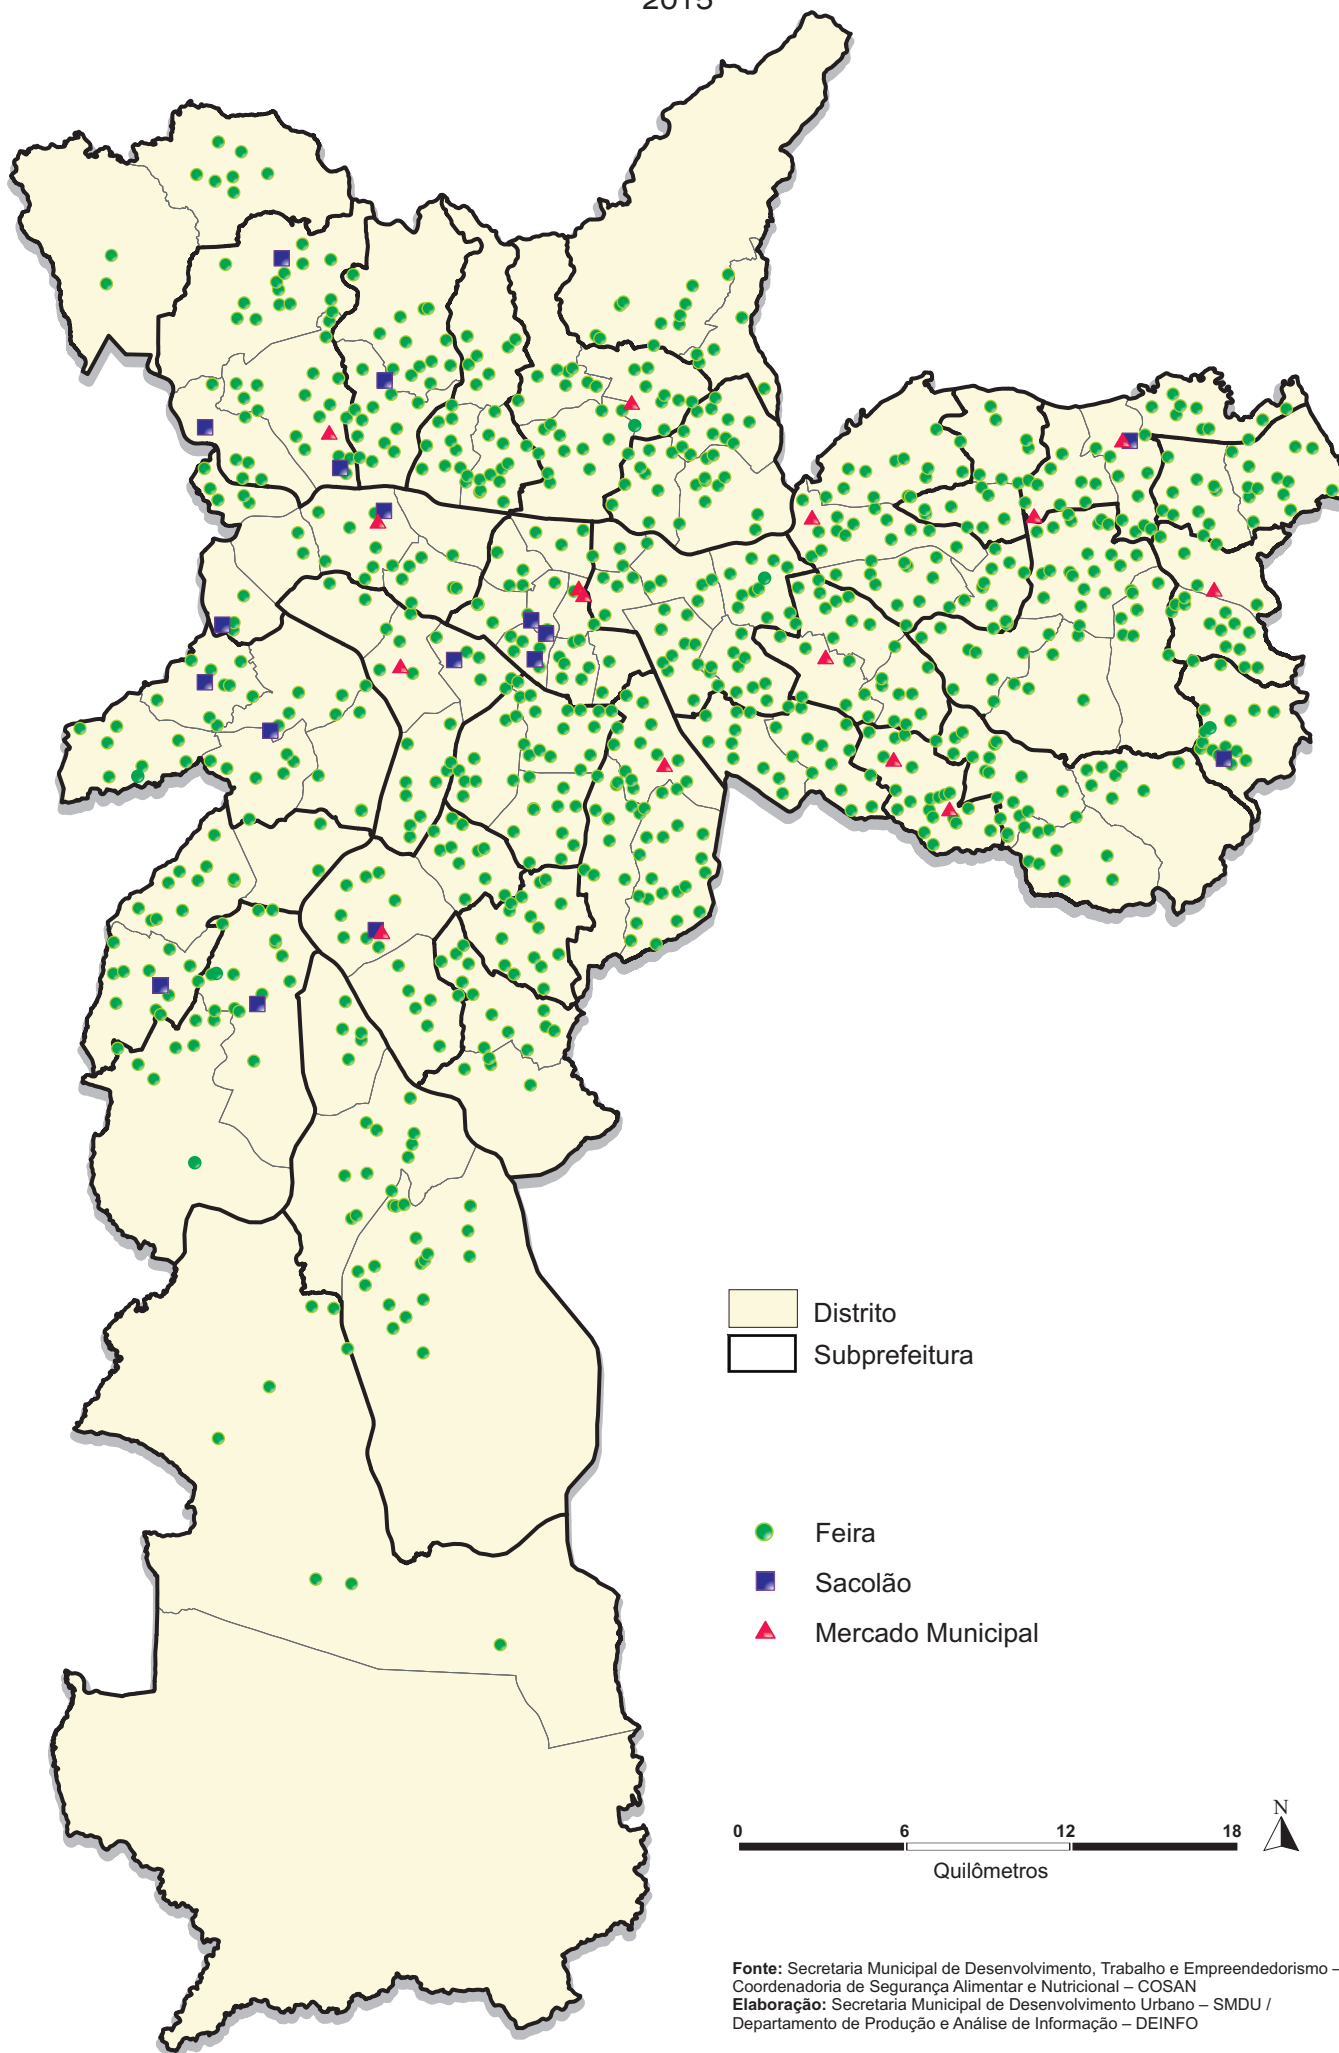 2015
Distrito
Subprefeitura
Feira
Sacolão
Mercado Municipal
0 6 12 18
N
Quilômetros
Fonte: Secretaria Municipal de Desenvolvimento, Trabalho e Empreendedorismo –
Coordenadoria de Segurança Alimentar e Nutricional – COSAN
Elaboração: Secretaria Municipal de Desenvolvimento Urbano – SMDU /
Departamento de Produção e Análise de Informação – DEINFO